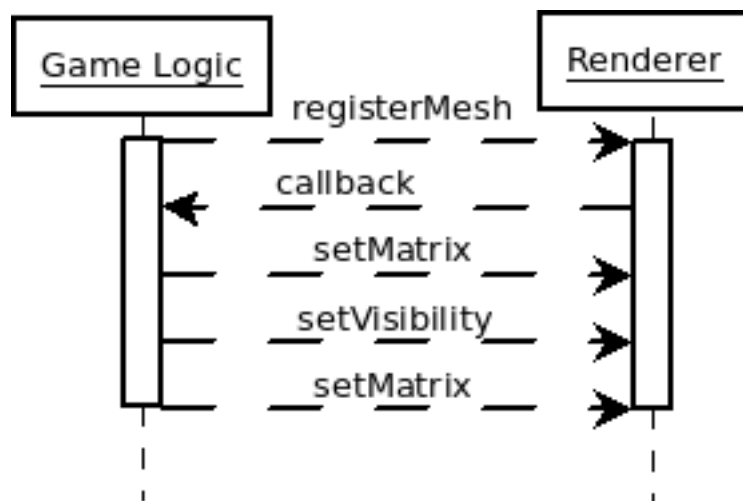 Game Logic
Renderer
registerMesh
callback
setMatrix
setVisibility
setMatrix